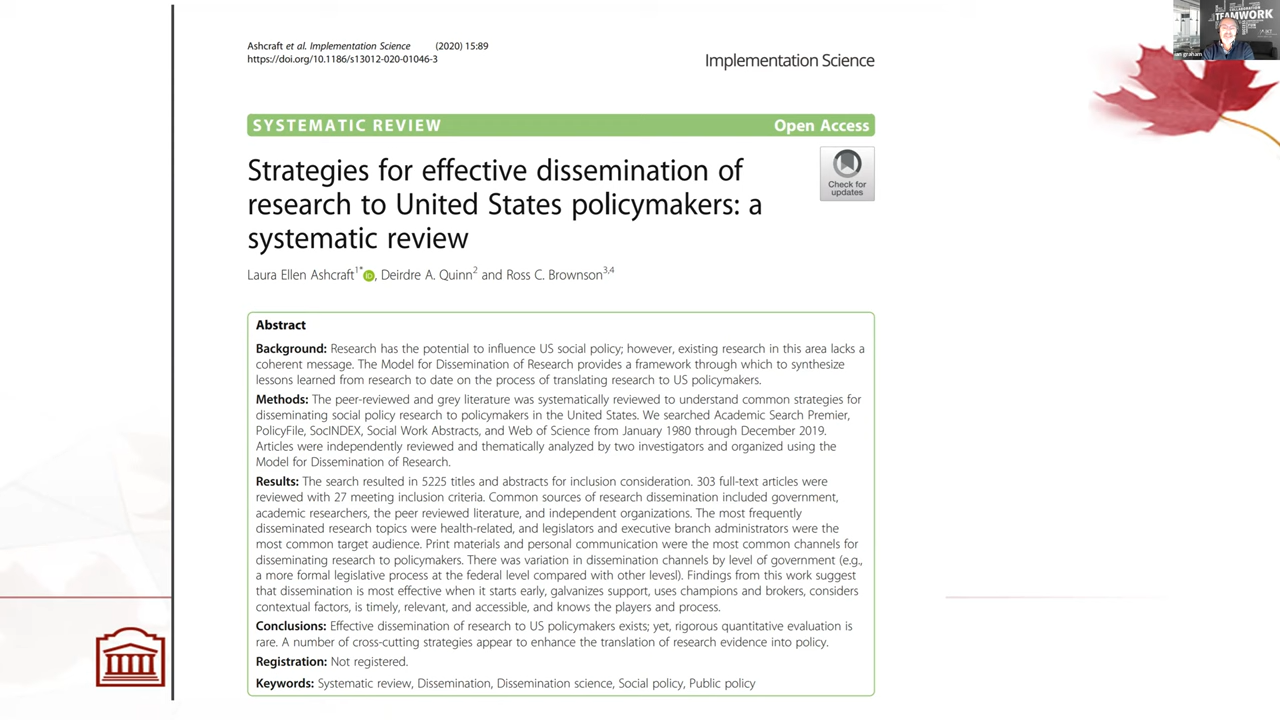 Ashcraft et al. Implementation Science (2020) 15:89
https://doi.org/10.1186/s13012-020-01046-3
Implementation Science
SYSTEMATIC REVIEW Open Access
Strategies for effective dissemination of
research to United States policymakers: a
systematic review
Check for
updates
Laura Ellen Ashcraft1* iD, Deirdre A. Quinn2 and Ross C. Brownson3,4
Abstract
Background: Research has the potential to influence US social policy; however, existing research in this area lacks a
coherent message. The Model for Dissemination of Research provides a framework through which to synthesize
lessons learned from research to date on the process of translating research to US policymakers.
Methods: The peer-reviewed and grey literature was systematically reviewed to understand common strategies for
disseminating social policy research to policymakers in the United States. We searched Academic Search Premier,
PolicyFile, SocINDEX, Social Work Abstracts, and Web of Science from January 1980 through December 2019.
Articles were independently reviewed and thematically analyzed by two investigators and organized using the
Model for Dissemination of Research.
Results: The search resulted in 5225 titles and abstracts for inclusion consideration. 303 full-text articles were
reviewed with 27 meeting inclusion criteria. Common sources of research dissemination included government,
academic researchers, the peer reviewed literature, and independent organizations. The most frequently
disseminated research topics were health-related, and legislators and executive branch administrators were the
most common target audience. Print materials and personal communication were the most common channels for
disseminating research to policymakers. There was variation in dissemination channels by level of government (e.g.,
a more formal legislative process at the federal level compared with other levesl). Findings from this work suggest
that dissemination is most effective when it starts early, galvanizes support, uses champions and brokers, considers
contextual factors, is timely, relevant, and accessible, and knows the players and process.
Conclusions: Effective dissemination of research to US policymakers exists; yet, rigorous quantitative evaluation is
rare. A number of cross-cutting strategies appear to enhance the translation of research evidence into policy.
Registration: Not registered.
Keywords: Systematic review, Dissemination, Dissemination science, Social policy, Public policy
TEAMWORK
ian graham